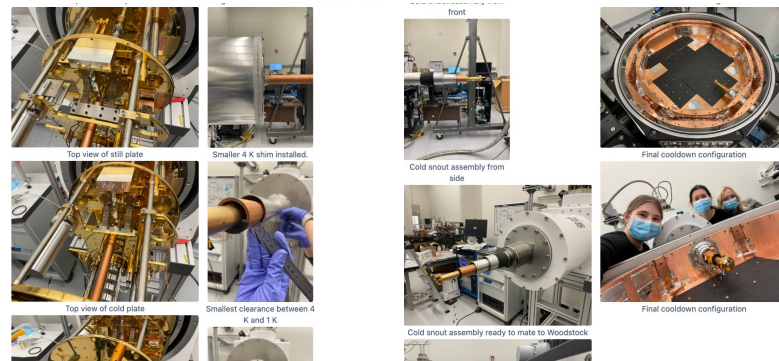 front
Top view of still plate
Smaller 4 K shim installed.
Final cooldown configuration
Cold snout assembly from
side
Top view of cold plate
Smallest clearance between 4
K and 1 K
Cold snout assembly ready to mate to Woodstock
Final cooldown configuration